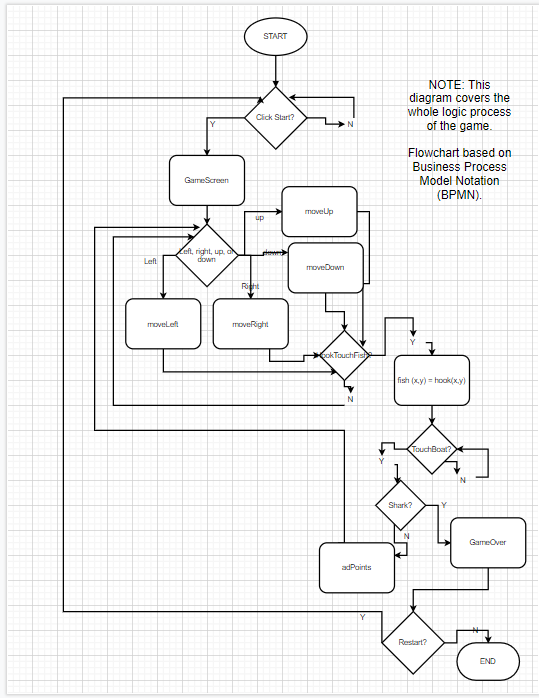 START
NOTE: This
diagram covers the
whole logic process
of the game.
Flowchart based on
Business Process
Model Notation
(BPMN).
Click Start?
Y
N
GameScreen
up
moveUp
Left, right, up, or
down
down
moveDown
Left
Right
moveLeft
moveRight
ookTouchFish?
Y
N
fish (x,y) = hook(x,y)
TouchBoat?
Y
N
Shark?
Y
N
GameOver
adPoints
Y
Restart?
N
END